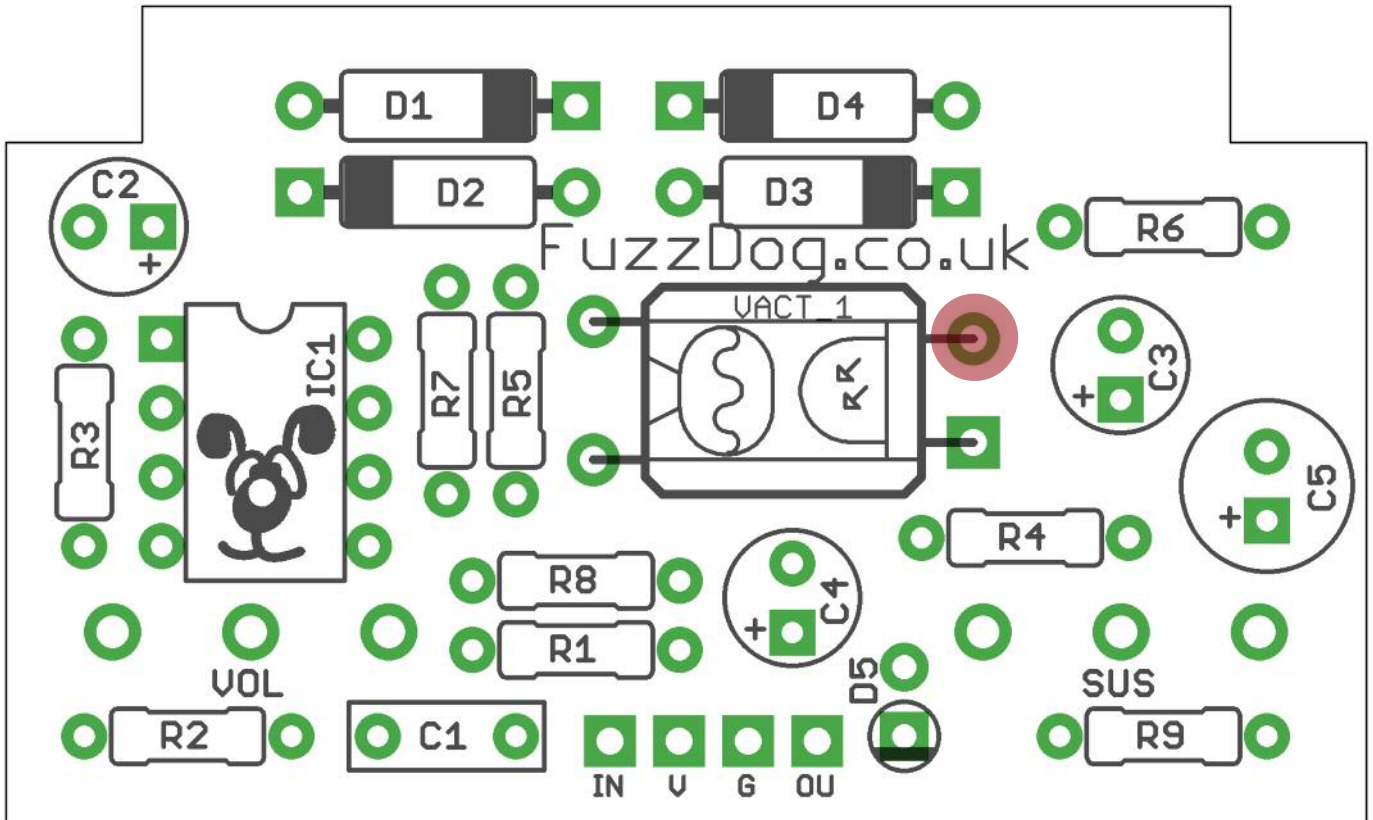 D1
D4
D2
D3
C2
+
R6
FuzzDog.co.uk
VACT_1
IC1
C3
+
R3
R7
R5
C5
+
R4
R8
C4
+
R1
D5
VOL
SUS
R2
C1
R9
IN V G OU